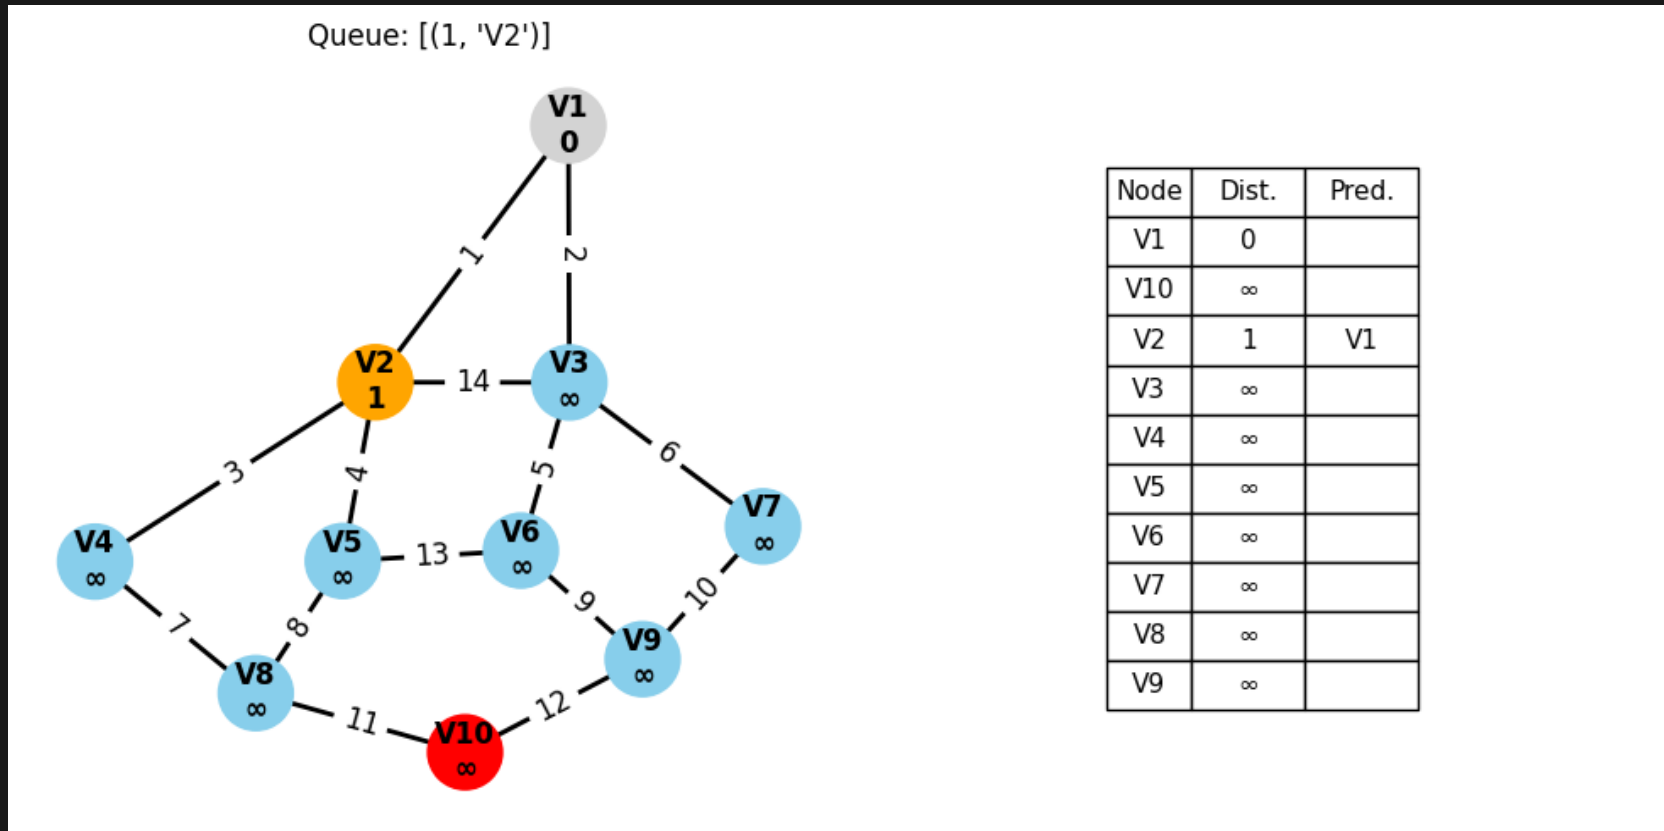 Queue: [(1, 'V2')]
V1
0
1
2
V2
1
14
V3
∞
3
4
5
6
V4
∞
V5
∞
13
V6
∞
V7
∞
7
8
9
10
V8
∞
V9
∞
11
12
V10
∞
Node Dist. Pred.
V1 0
V10 ∞
V2 1 V1
V3 ∞
V4 ∞
V5 ∞
V6 ∞
V7 ∞
V8 ∞
V9 ∞